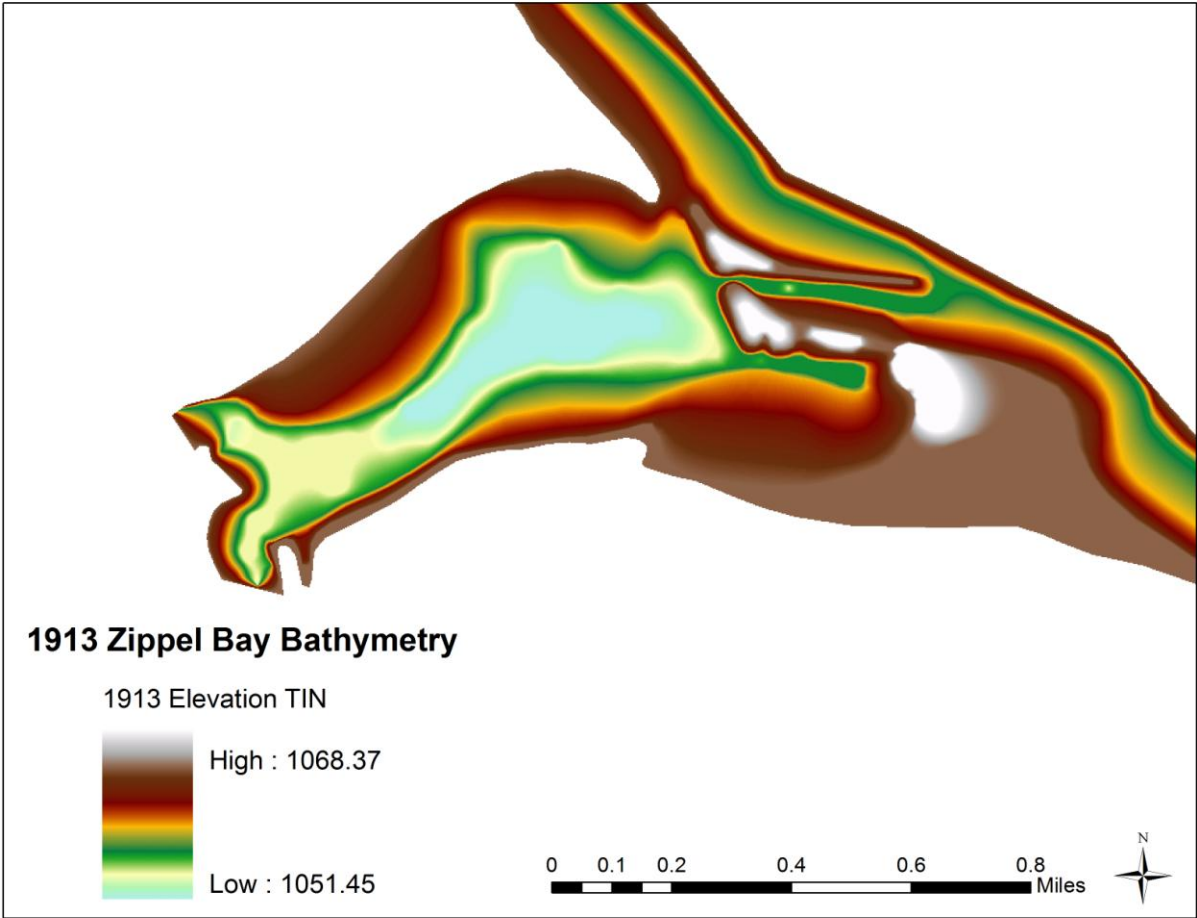 1913 Zippel Bay Bathymetry
1913 Elevation TIN
High : 1068.37
Low : 1051.45
0 0.1 0.2 0.4 0.6 0.8
Miles
N